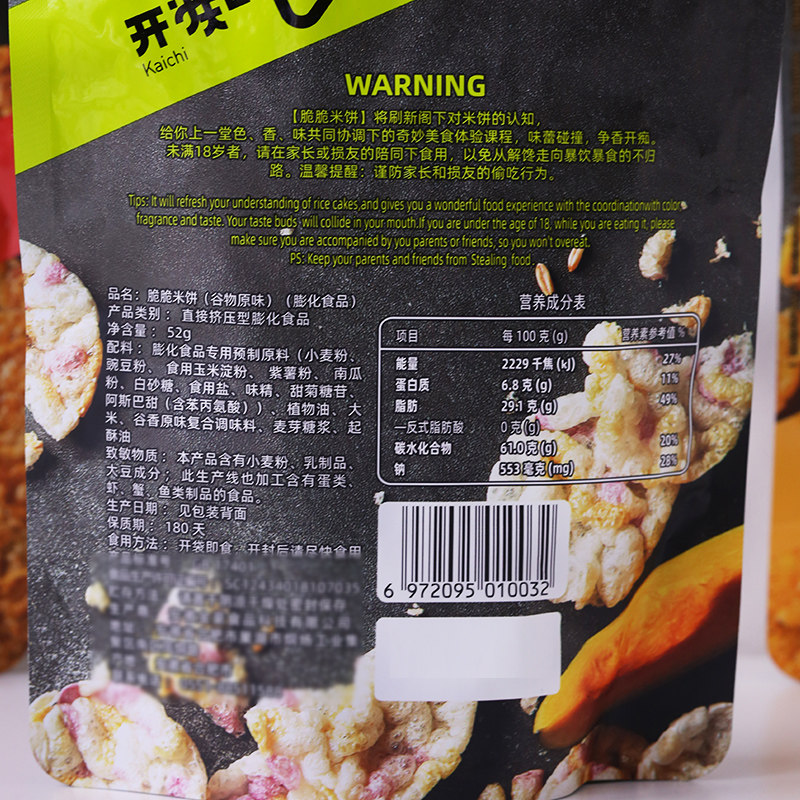 Kaichi
WARNING
【脆脆米饼】将刷新阁下对米饼的认知，
给你上一堂色、香、味共同协调下的奇妙美食体验课程，味蕾碰撞，争香开痴。
未满18岁者，请在家长或损友的陪同下食用，以免从解馋走向暴饮暴食的不归
路。温馨提醒：谨防家长和损友的偷吃行为。
Tips: It will refresh your understanding of rice cakes,and gives you a wonderful food experience with the coordinationwith color,
fragrance and taste. Your taste buds will collide in your mouth.If you are under the age of 18, while you are eating it, please
make sure you are accompanied by you parents or friends, so you won't overeat.
PS: Keep your parents and friends from Stealing food.
品名：脆脆米饼（谷物原味）（膨化食品）
产品类别：直接挤压型膨化食品
净含量：52g
配料：膨化食品专用预制原料（小麦粉、
豌豆粉、食用玉米淀粉、紫薯粉、南瓜
粉、白砂糖、食用盐、味精、甜菊糖苷、
阿斯巴甜（含苯丙氨酸））、植物油、大
米、谷香原味复合调味料、麦芽糖浆、起
酥油
致敏物质：本产品含有小麦粉、乳制品、
大豆成分；此生产线也加工含有蛋类、
虾、蟹、鱼类制品的食品。
生产日期：见包装背面
保质期：180天
食用方法：开袋即食，开封后请尽快食用
SC12434018107035
营养成分表
项目 每100克(g) 营养素参考值%
能量 2229千焦(kJ) 27%
蛋白质 6.8克(g) 11%
脂肪 29.1克(g) 49%
—反式脂肪酸 0克(g)
碳水化合物 61.0克(g) 20%
钠 553毫克(mg) 28%
6 972095 010032